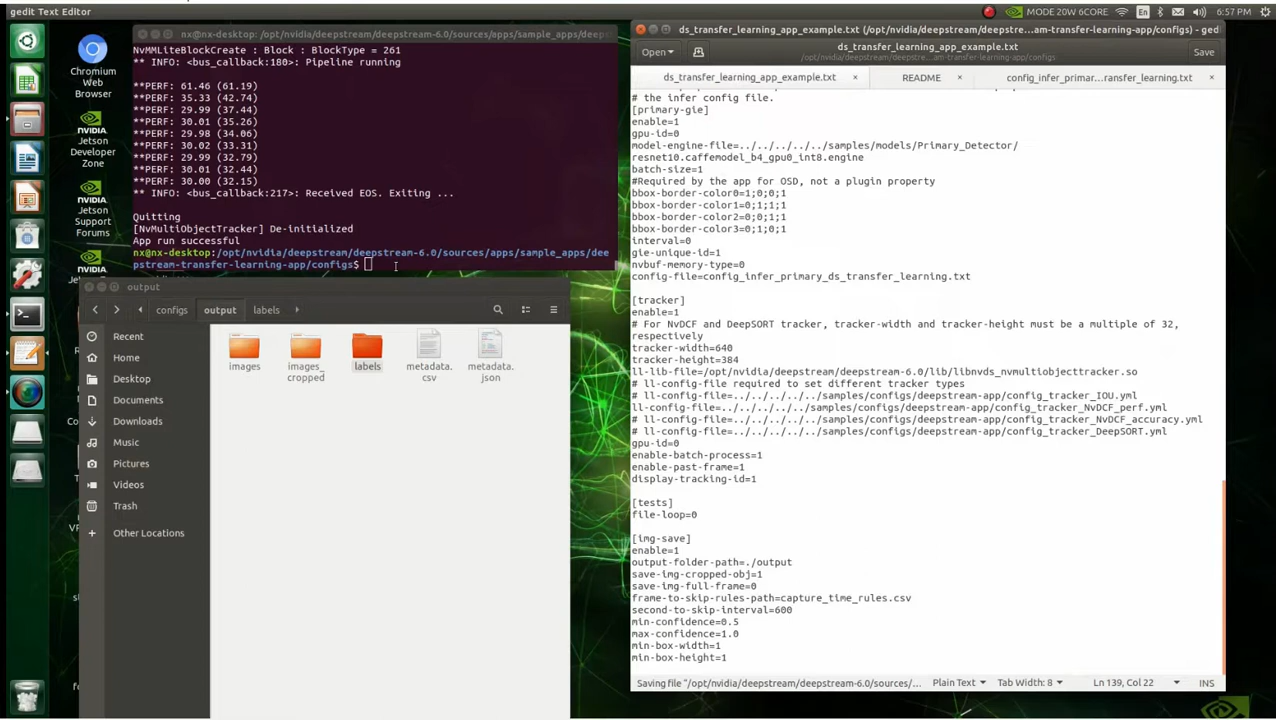 gedit Text Editor
MODE 20W 6CORE
En
6:57 PM
Chromium
Web
Browser
NVIDIA
Jetson
Developer
Zone
NVIDIA
Jetson
Support
Forums
nx@nx-desktop: /opt/nvidia/deepstream/deepstream-6.0/sources/apps/sample_apps/deeps
NvMMLiteBlockCreate : Block : BlockType = 261
** INFO: <bus_callback:180>: Pipeline running
**PERF: 61.46 (61.19)
**PERF: 35.33 (42.74)
**PERF: 29.99 (37.44)
**PERF: 30.01 (35.26)
**PERF: 29.98 (34.06)
**PERF: 30.02 (33.31)
**PERF: 29.99 (32.79)
**PERF: 30.01 (32.44)
**PERF: 30.00 (32.15)
** INFO: <bus_callback:217>: Received EOS. Exiting ...
Quitting
[NvMultiObjectTracker] De-initialized
App run successful
nx@nx-desktop:/opt/nvidia/deepstream/deepstream-6.0/sources/apps/sample_apps/dee
pstream-transfer-learning-app/configs$
output
configs
output
labels
Recent
Home
Desktop
Documents
Downloads
Music
Pictures
Videos
Trash
Other Locations
images
images_
cropped
labels
metadata.
csv
metadata.
json
ds_transfer_learning_app_example.txt (/opt/nvidia/deepstream/deepstre...am-transfer-learning-app/configs) - ged
Open
ds_transfer_learning_app_example.txt
/opt/nvidia/deepstream/deepstre...am-transfer-learning-app/configs
Save
ds_transfer_learning_app_example.txt ×
README ×
config_infer_primar...ransfer_learning.txt ×
# the infer config file.
[primary-gie]
enable=1
gpu-id=0
model-engine-file=../../../../samples/models/Primary_Detector/
resnet10.caffemodel_b4_gpu0_int8.engine
batch-size=1
#Required by the app for OSD, not a plugin property
bbox-border-color0=1;0;0;1
bbox-border-color1=0;1;1;1
bbox-border-color2=0;0;1;1
bbox-border-color3=0;1;0;1
interval=0
gie-unique-id=1
nvbuf-memory-type=0
config-file=config_infer_primary_ds_transfer_learning.txt
[tracker]
enable=1
# For NvDCF and DeepSORT tracker, tracker-width and tracker-height must be a multiple of 32,
respectively
tracker-width=640
tracker-height=384
ll-lib-file=/opt/nvidia/deepstream/deepstream-6.0/lib/libnvds_nvmultiobjecttracker.so
# ll-config-file required to set different tracker types
# ll-config-file=../../../../samples/configs/deepstream-app/config_tracker_IOU.yml
ll-config-file=../../../../samples/configs/deepstream-app/config_tracker_NvDCF_perf.yml
# ll-config-file=../../../../samples/configs/deepstream-app/config_tracker_NvDCF_accuracy.yml
# ll-config-file=../../../../samples/configs/deepstream-app/config_tracker_DeepSORT.yml
gpu-id=0
enable-batch-process=1
enable-past-frame=1
display-tracking-id=1
[tests]
file-loop=0
[img-save]
enable=1
output-folder-path=./output
save-img-cropped-obj=1
save-img-full-frame=0
frame-to-skip-rules-path=capture_time_rules.csv
second-to-skip-interval=600
min-confidence=0.5
max-confidence=1.0
min-box-width=1
min-box-height=1
Saving file "/opt/nvidia/deepstream/deepstream-6.0/sources/...
Plain Text
Tab Width: 8
Ln 139, Col 22
INS